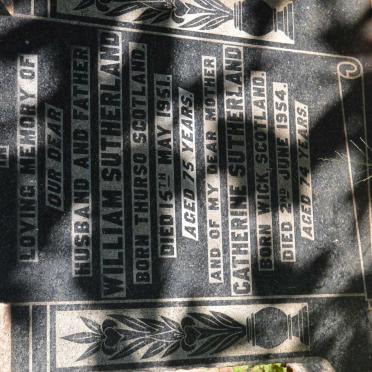 IN
LOVING MEMORY OF
OUR DEAR
HUSBAND AND FATHER
WILLIAM SUTHERLAND
BORN THURSO SCOTLAND
DIED 15TH MAY 1951.
AGED 75 YEARS.
AND OF MY DEAR MOTHER
CATHERINE SUTHERLAND
BORN WICK SCOTLAND.
DIED 2ND JUNE 1954.
AGED 74 YEARS.